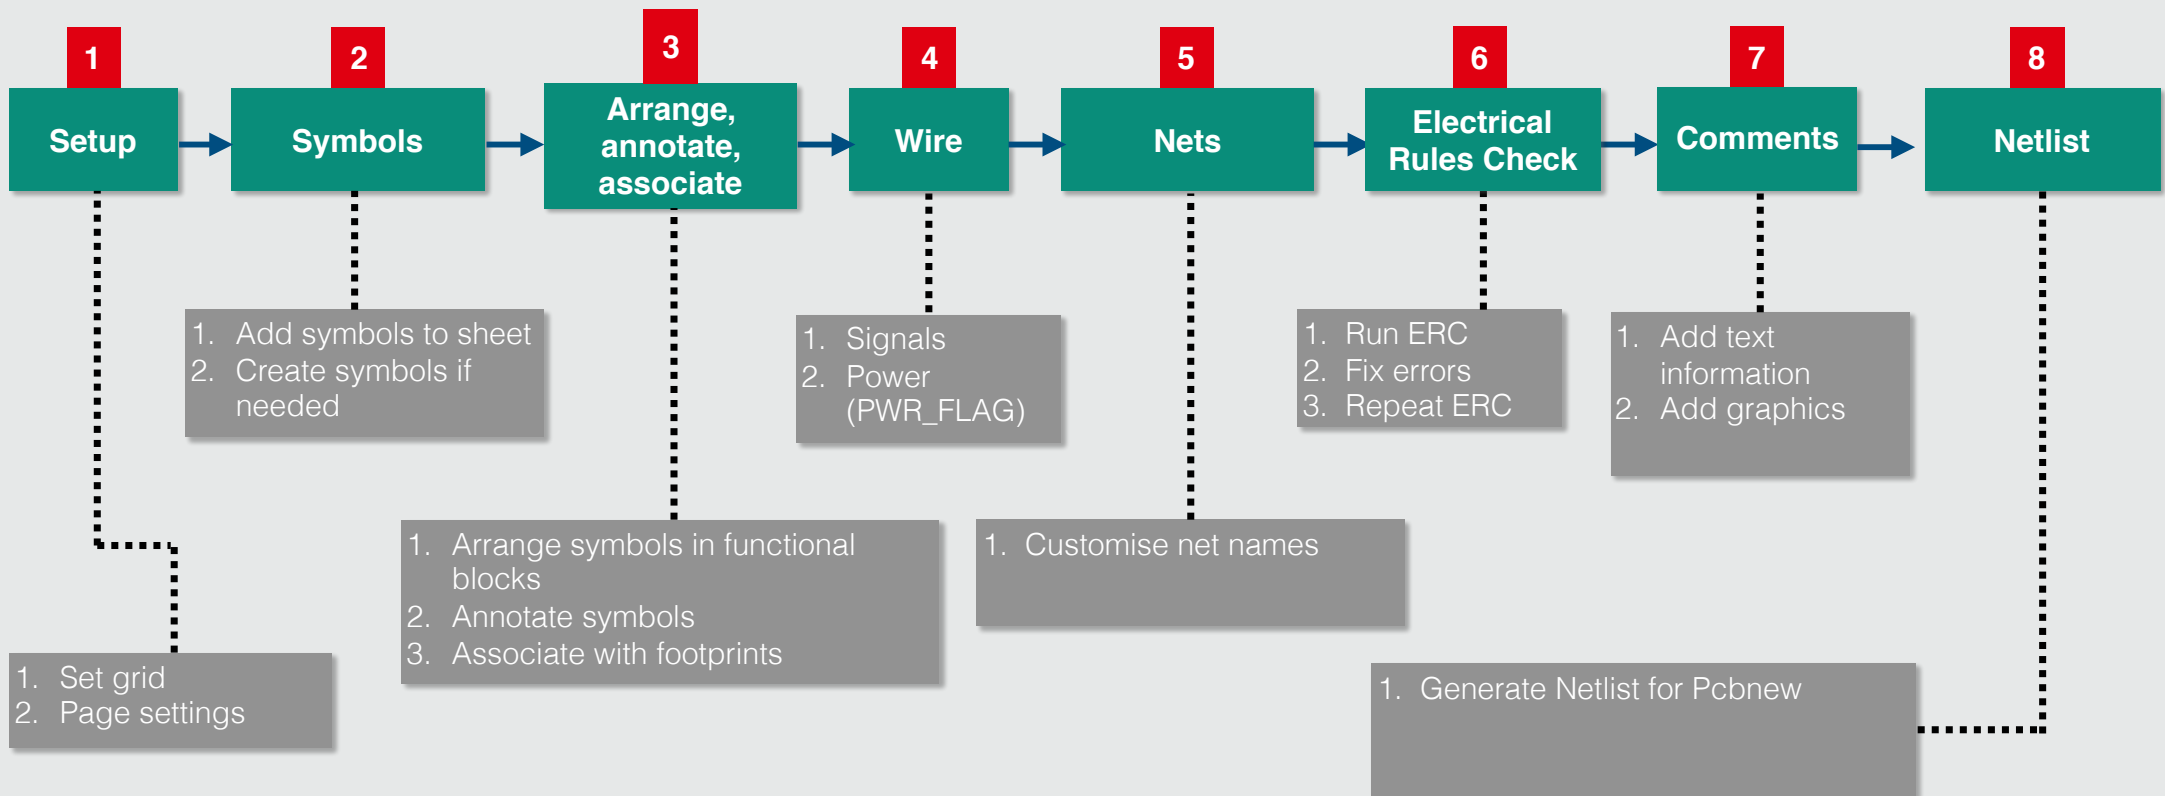 1
Setup
2
Symbols
3
Arrange,
annotate,
associate
4
Wire
5
Nets
6
Electrical
Rules Check
7
Comments
8
Netlist
1. Set grid
2. Page settings
1. Add symbols to sheet
2. Create symbols if
needed
1. Arrange symbols in functional
blocks
2. Annotate symbols
3. Associate with footprints
1. Signals
2. Power
(PWR_FLAG)
1. Customise net names
1. Run ERC
2. Fix errors
3. Repeat ERC
1. Add text
information
2. Add graphics
1. Generate Netlist for Pcbnew